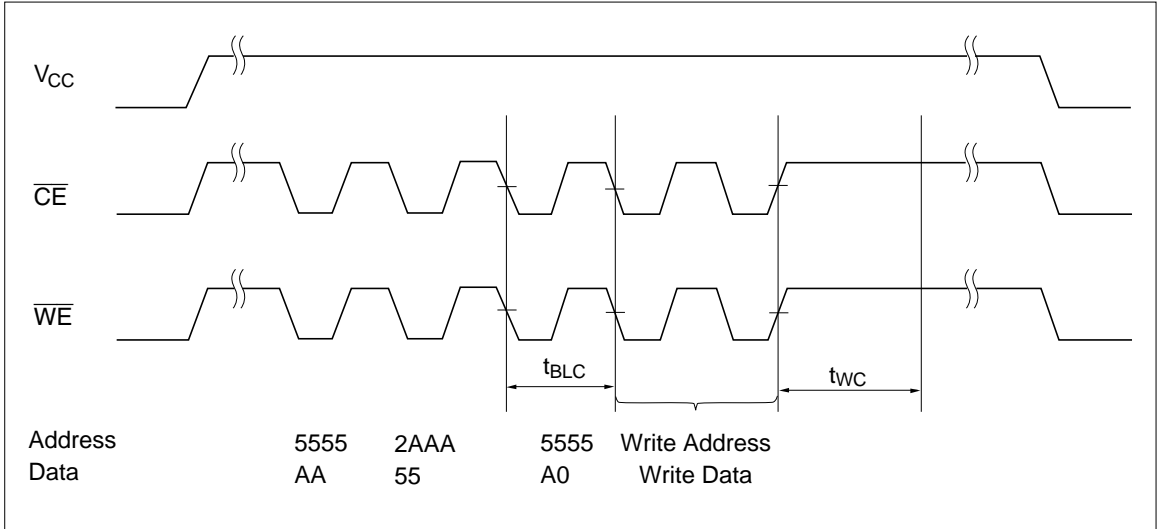 VCC
CE
WE
tBLC
tWC
Address 5555 2AAA 5555 Write Address
Data AA 55 A0 Write Data